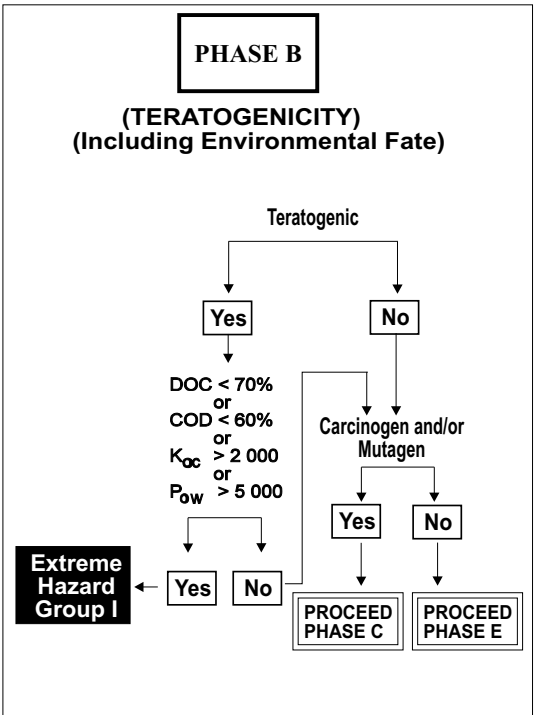 PHASE B
(TERATOGENICITY)
(Including Environmental Fate)
Teratogenic
Yes
No
DOC < 70%
or
COD < 60%
or
Koc > 2 000
or
Pow > 5 000
Carcinogen and/or
Mutagen
Yes
No
Extreme
Hazard
Group I
Yes
No
PROCEED
PHASE C
PROCEED
PHASE E